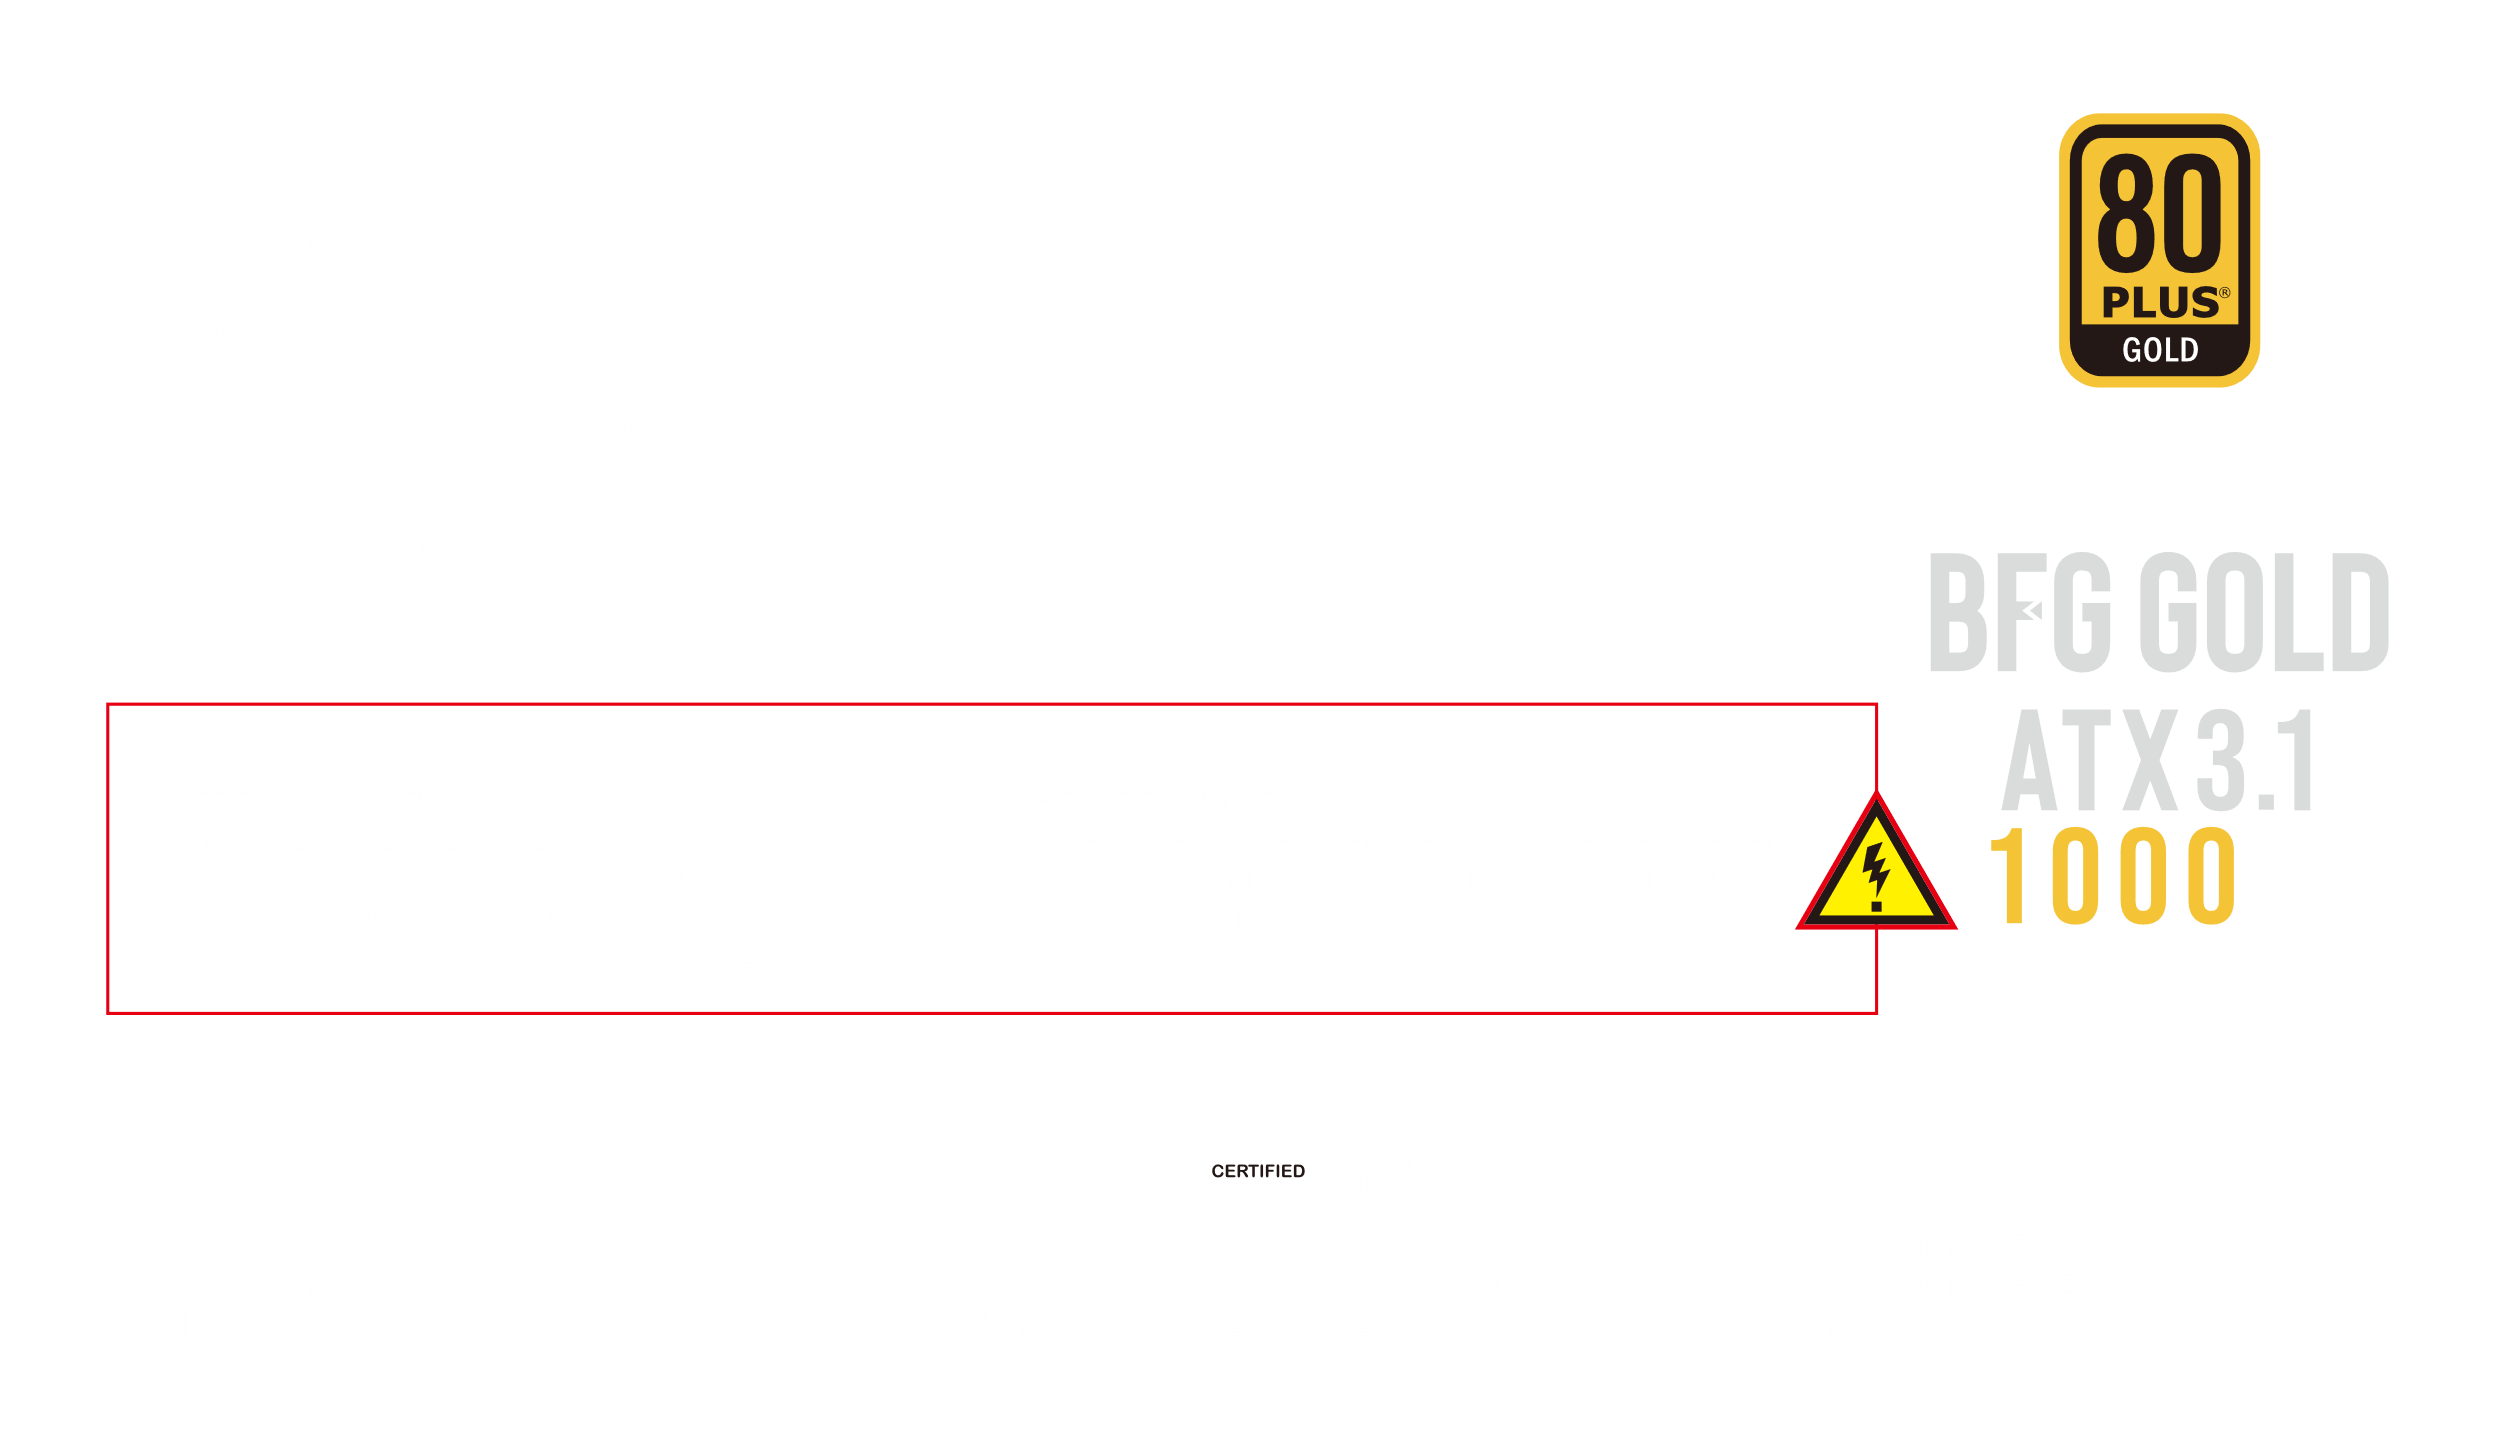 80
PLUS®
GOLD
BFG GOLD
ATX 3.1
1000
CERTIFIED